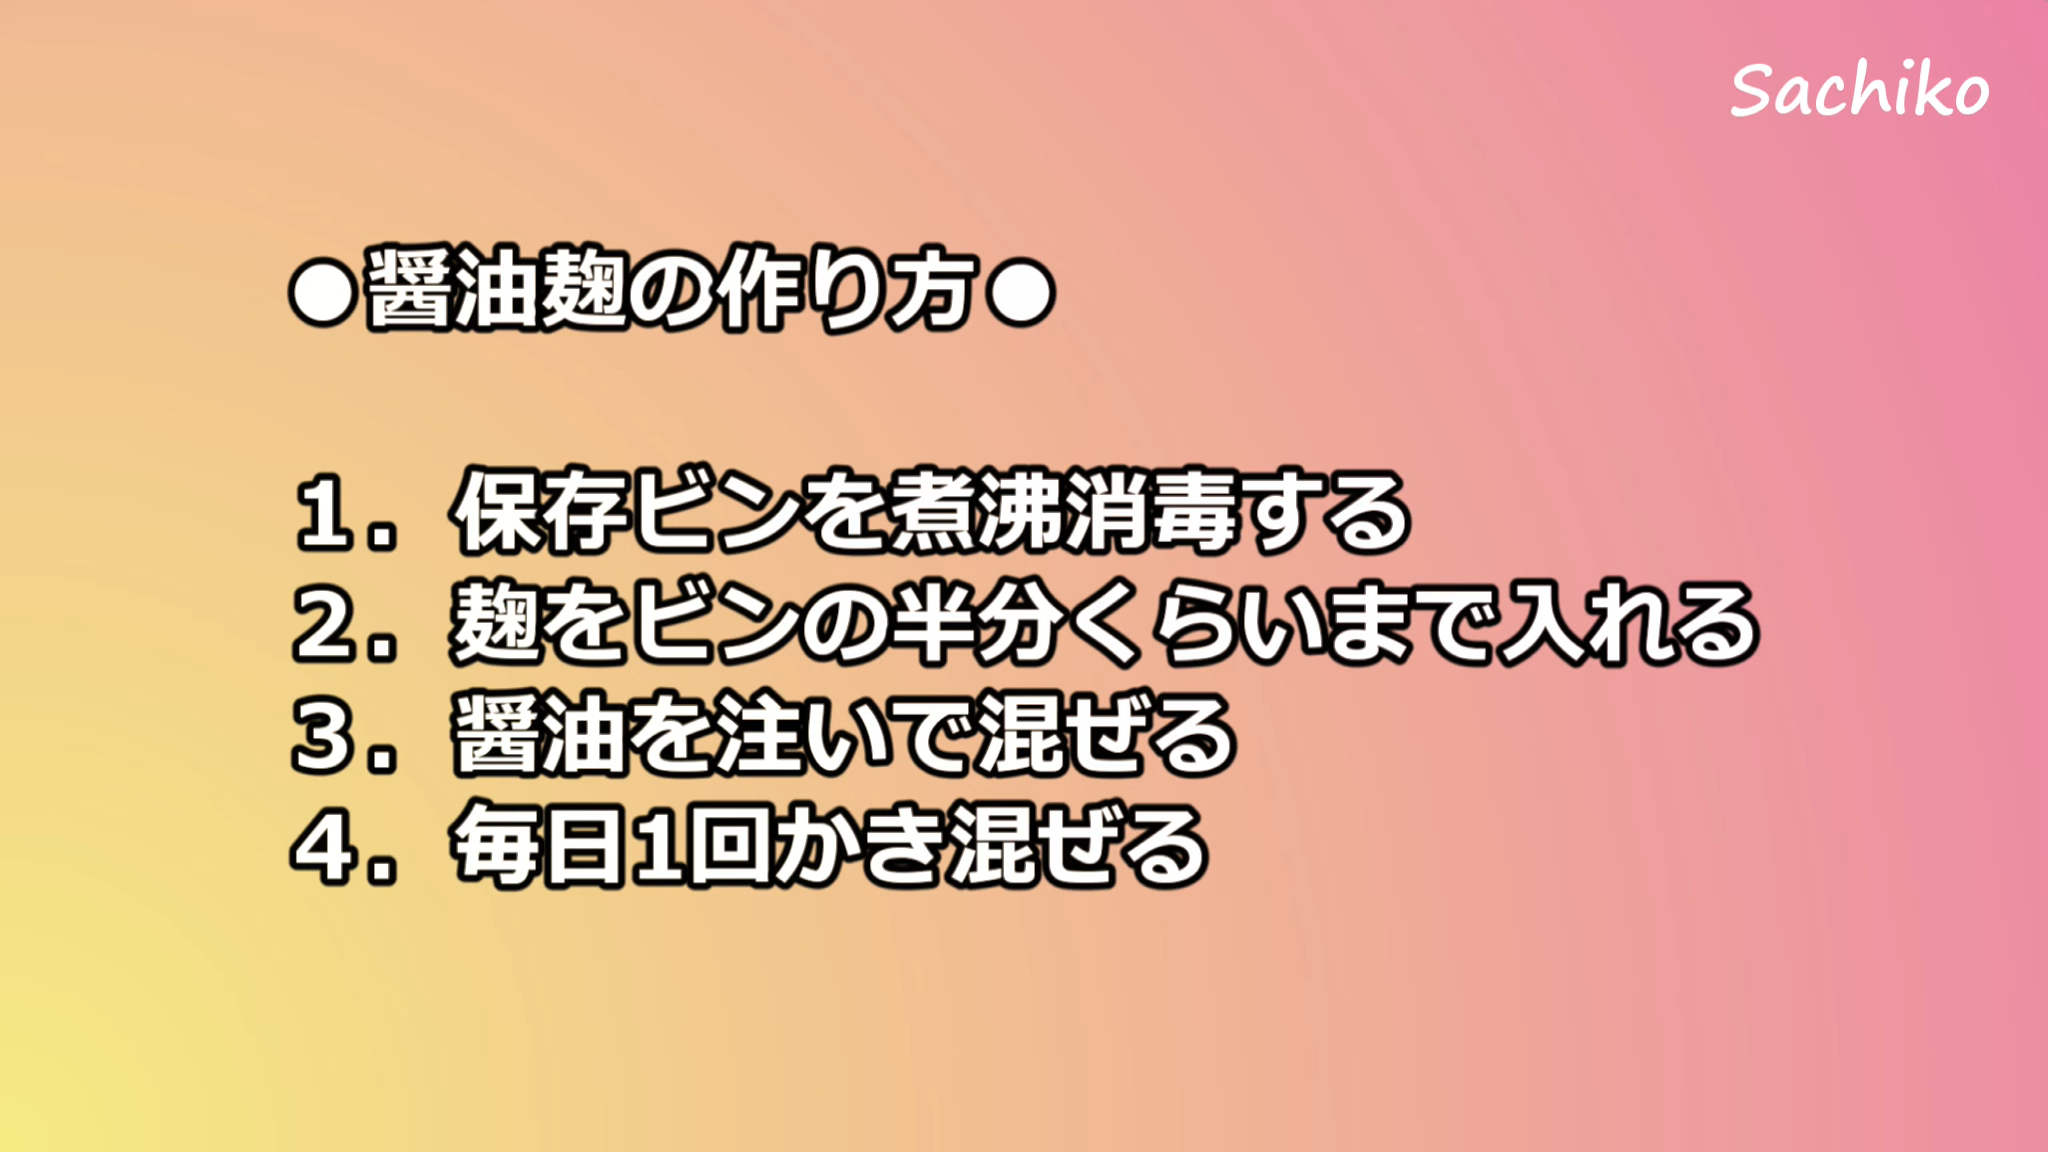 Sachiko
●醤油麹の作り方●
１．保存ビンを煮沸消毒する
２．麹をビンの半分くらいまで入れる
３．醤油を注いで混ぜる
４．毎日1回かき混ぜる